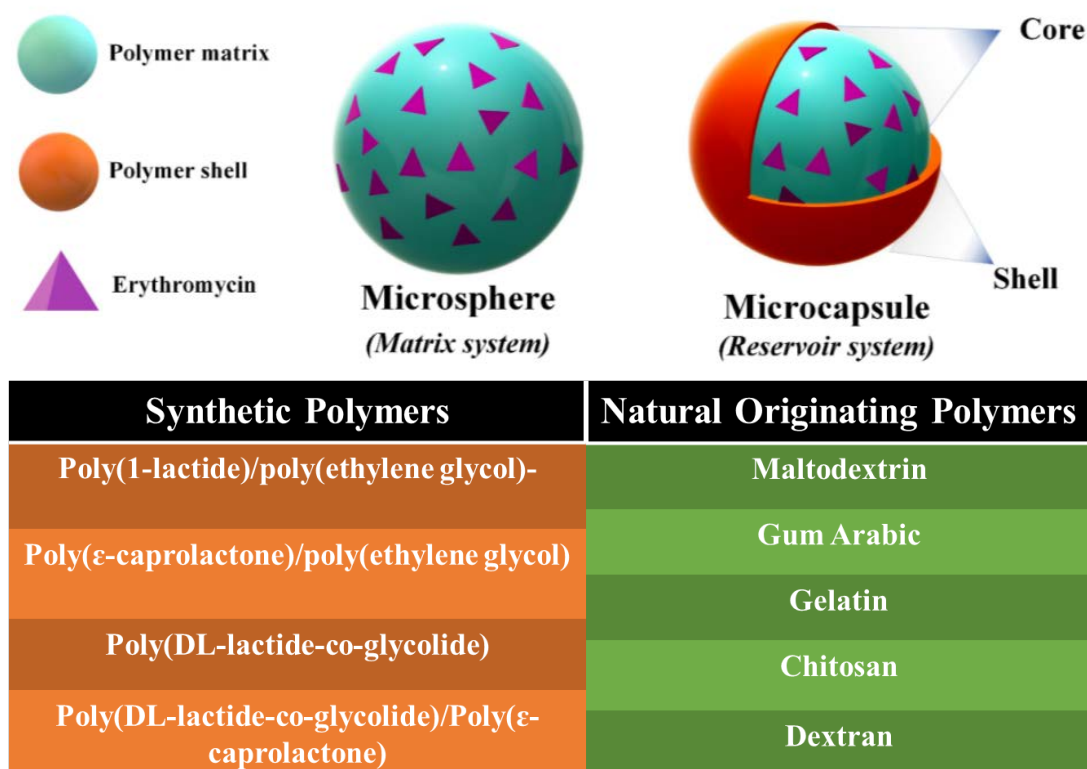 Polymer matrix
Polymer shell
Erythromycin
Microsphere
(Matrix system)
Core
Shell
Microcapsule
(Reservoir system)
Synthetic Polymers
Natural Originating Polymers
Poly(1-lactide)/poly(ethylene glycol)-
Maltodextrin
Poly(ε-caprolactone)/poly(ethylene glycol)
Gum Arabic
Gelatin
Poly(DL-lactide-co-glycolide)
Chitosan
Poly(DL-lactide-co-glycolide)/Poly(ε-
caprolactone)
Dextran